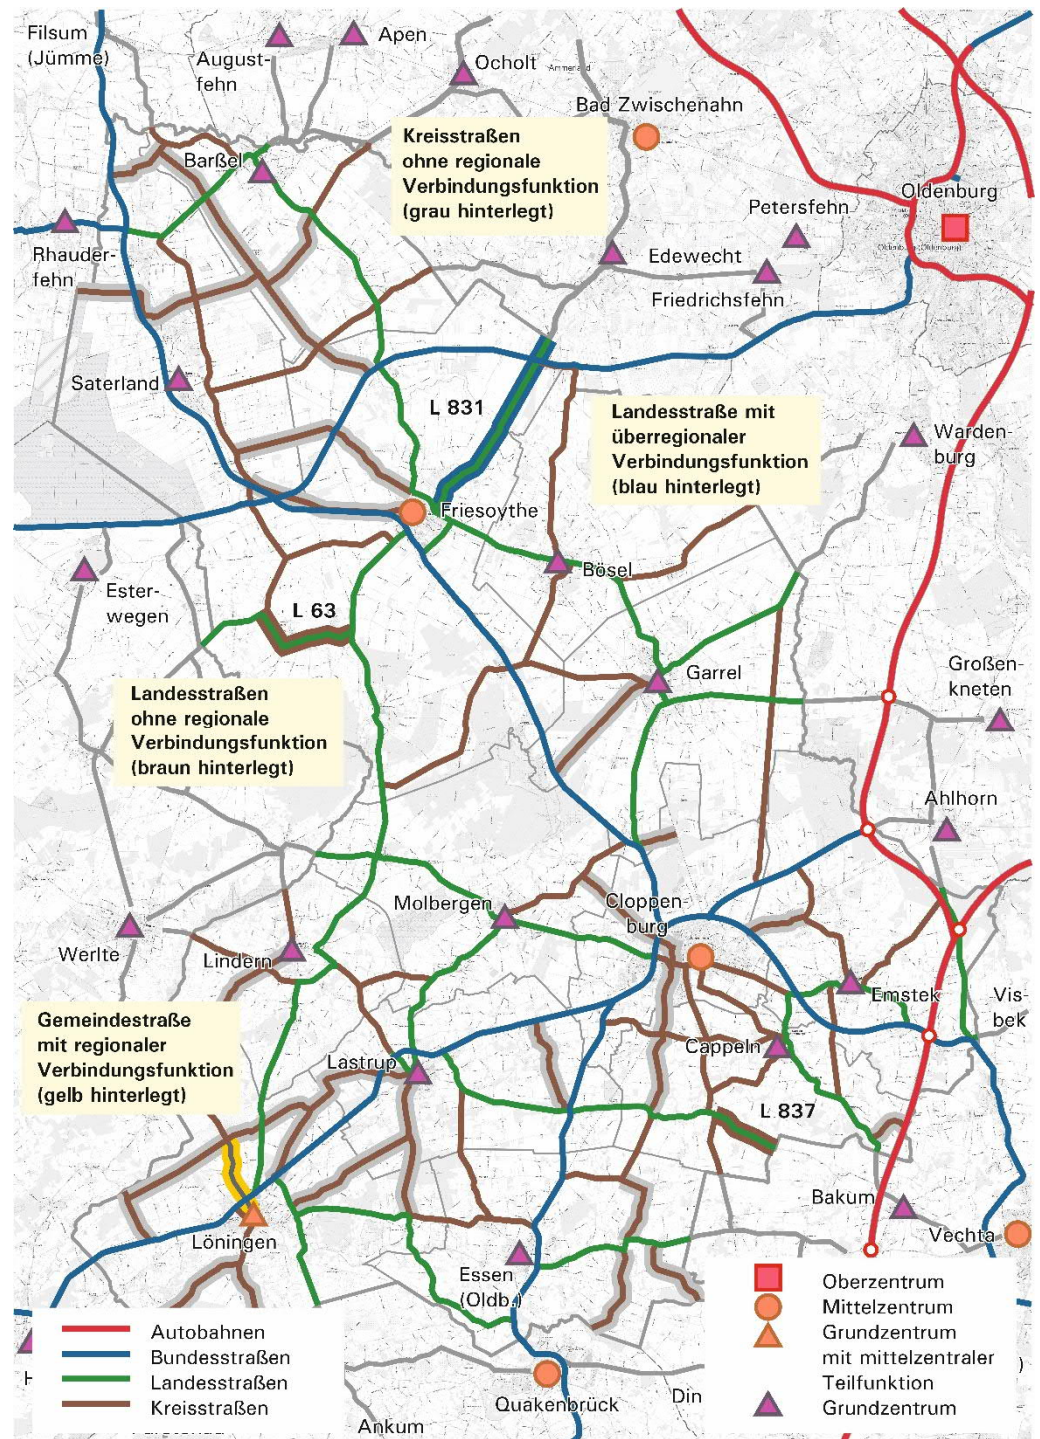 Filsum
(Jümme)
August-
fehn
Apen
Ocholt
Ammerland
Bad Zwischenahn
Kreisstraßen
ohne regionale
Verbindungsfunktion
(grau hinterlegt)
Barßel
Oldenburg
Oldenburg (Oldenburg)
Petersfehn
Rhauder-
fehn
Edewecht
Friedrichsfehn
Saterland
L 831
Landesstraße mit
überregionaler
Verbindungsfunktion
(blau hinterlegt)
Warden-
burg
Friesoythe
Bösel
Ester-
wegen
L 63
Garrel
Großen-
kneten
Landesstraßen
ohne regionale
Verbindungsfunktion
(braun hinterlegt)
Ahlhorn
Molbergen
Cloppen-
burg
Werlte
Lindern
Emstek
Vis-
bek
Gemeindestraße
mit regionaler
Verbindungsfunktion
(gelb hinterlegt)
Lastrup
Cappeln
L 837
Bakum
Vechta
Löningen
Essen
(Oldb.)
Oberzentrum
Mittelzentrum
Grundzentrum
mit mittelzentraler
Teilfunktion
Grundzentrum
Autobahnen
Bundesstraßen
Landesstraßen
Kreisstraßen
H
)
Quakenbrück
Din
Ankum